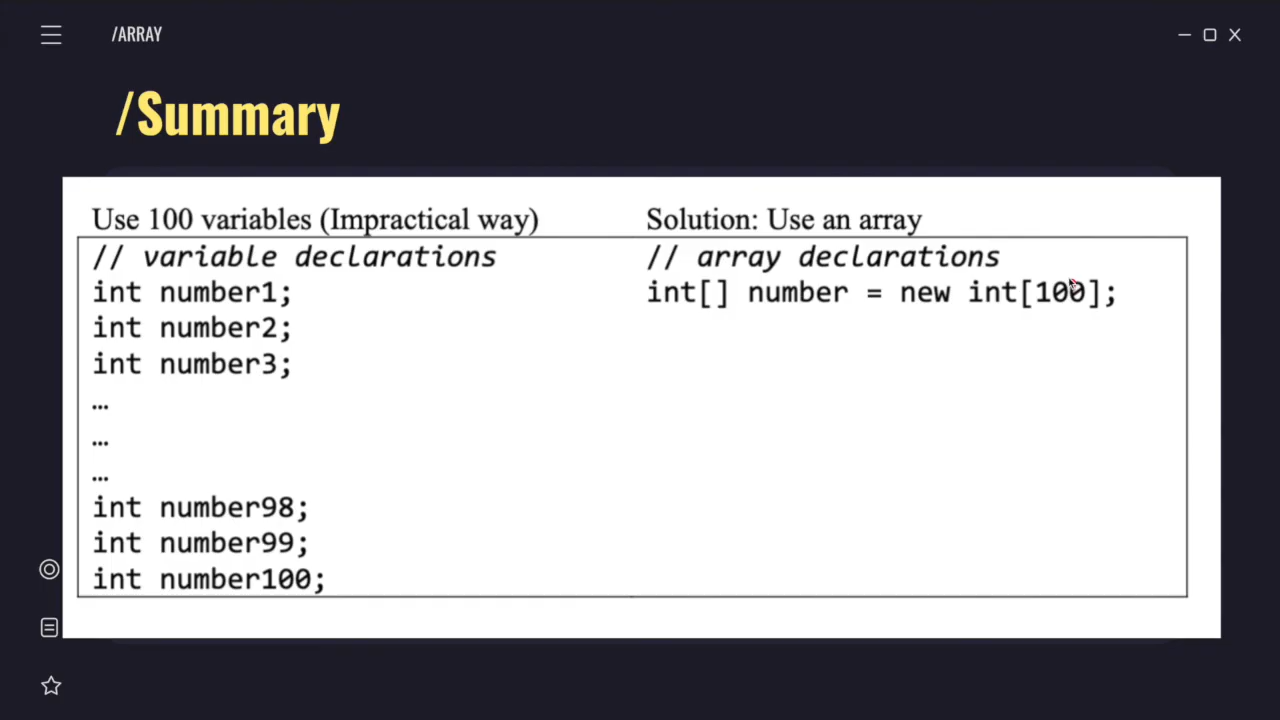 /ARRAY
/Summary
Use 100 variables (Impractical way)
// variable declarations
int number1;
int number2;
int number3;
…
…
…
int number98;
int number99;
int number100;
Solution: Use an array
// array declarations
int[] number = new int[100];